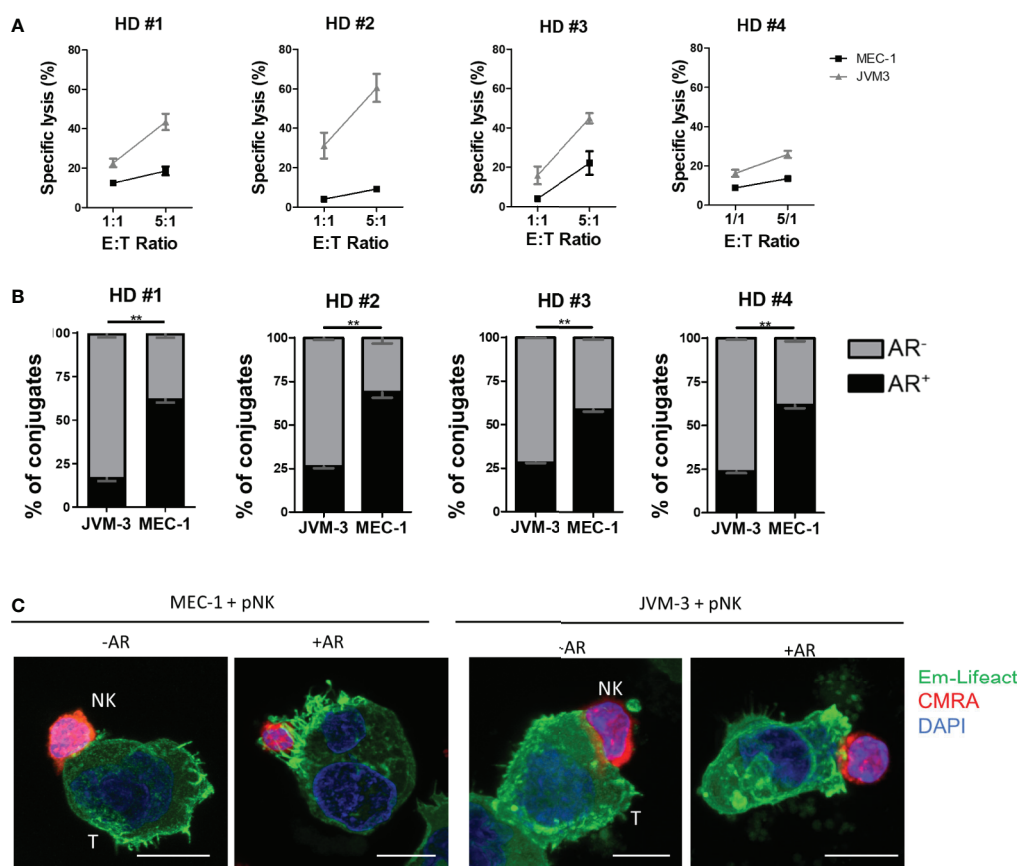 A
HD #1
HD #2
HD #3
HD #4
MEC-1
JVM3
Specific lysis (%)
80
60
40
20
0
1:1 5:1
E:T Ratio
Specific lysis (%)
80
60
40
20
0
1:1 5:1
E:T Ratio
Specific lysis (%)
80
60
40
20
0
1:1 5:1
E:T Ratio
Specific lysis (%)
80
60
40
20
0
1/1 5/1
E:T Ratio
B
HD #1
HD #2
HD #3
HD #4
**
**
**
**
% of conjugates
100
75
50
25
0
JVM-3 MEC-1
% of conjugates
100
75
50
25
0
JVM-3 MEC-1
% of conjugates
100
75
50
25
0
JVM-3 MEC-1
% of conjugates
100
75
50
25
0
JVM-3 MEC-1
AR⁻
AR⁺
C
MEC-1 + pNK
JVM-3 + pNK
-AR
+AR
-AR
+AR
NK
T
NK
T
Em-Lifeact
CMRA
DAPI